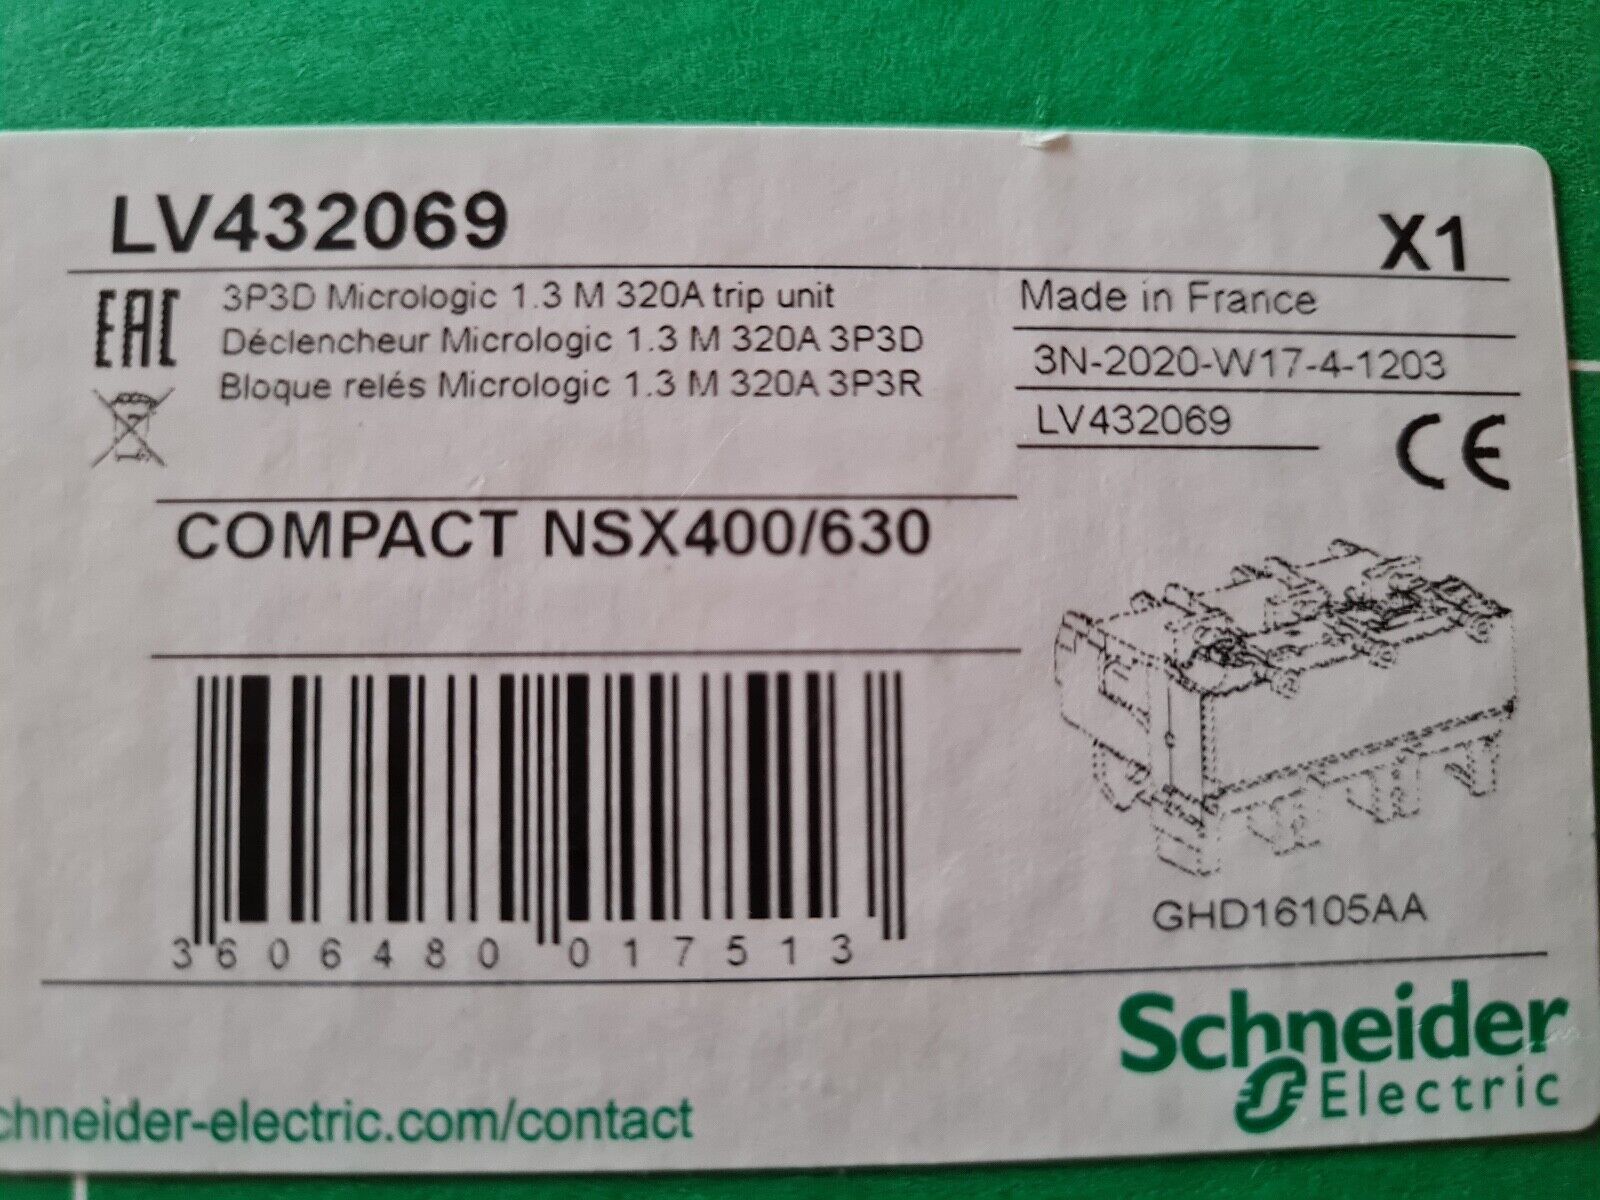 LV432069
X1
EAC
3P3D Micrologic 1.3 M 320A trip unit
Déclencheur Micrologic 1.3 M 320A 3P3D
Bloque relés Micrologic 1.3 M 320A 3P3R
Made in France
3N-2020-W17-4-1203
LV432069
CE
COMPACT NSX400/630
3 606480 017513
GHD16105AA
Schneider
Electric
chneider-electric.com/contact